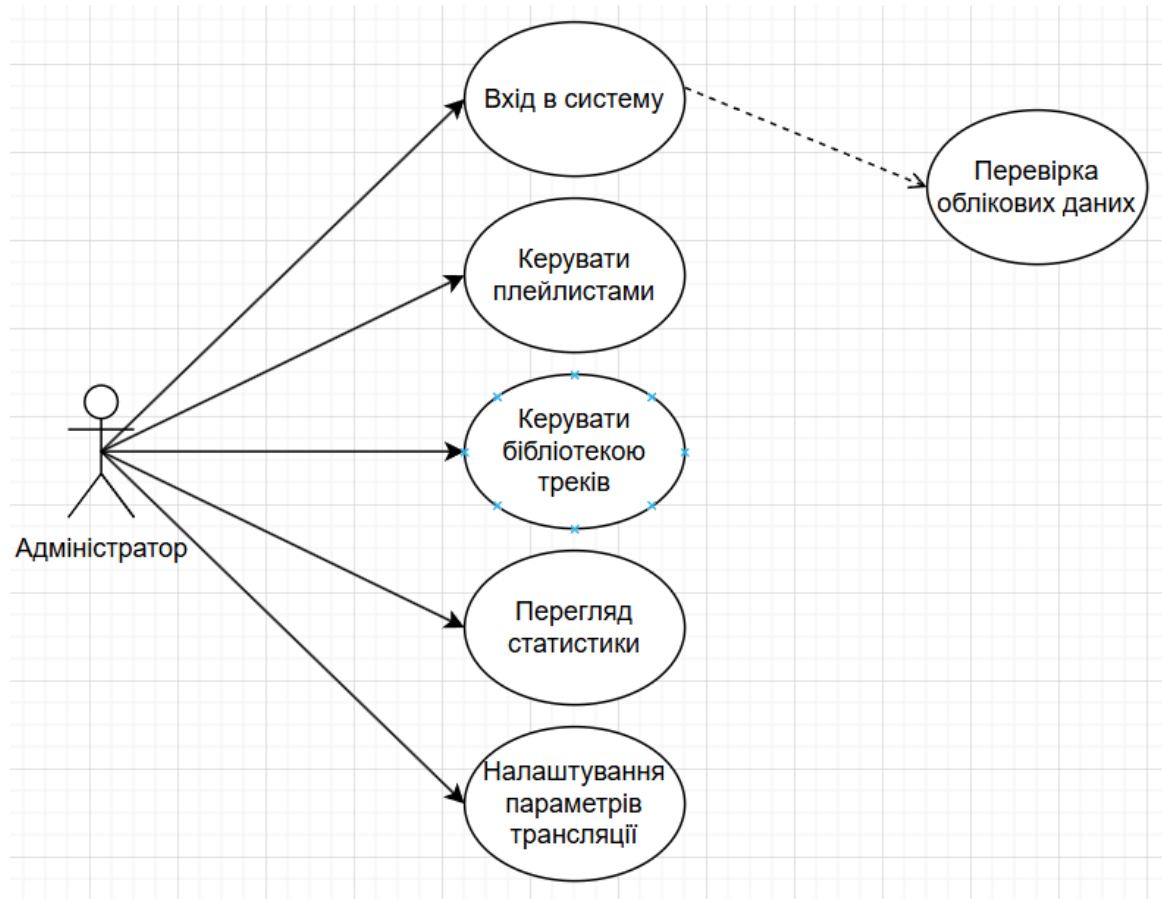 Вхід в систему
Перевірка
облікових даних
Керувати
плейлистами
Керувати
бібліотекою
треків
Адміністратор
Перегляд
статистики
Налаштування
параметрів
трансляції